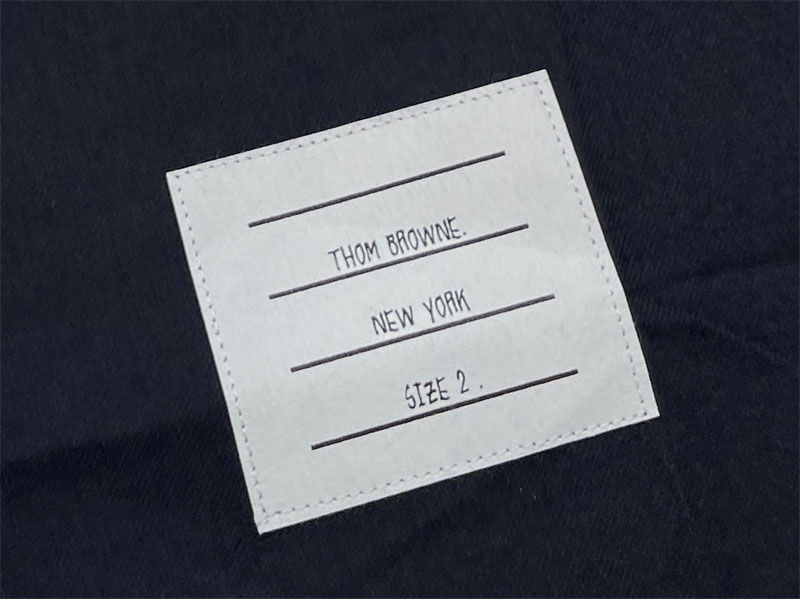 THOM BROWNE.
NEW YORK
SIZE 2 .